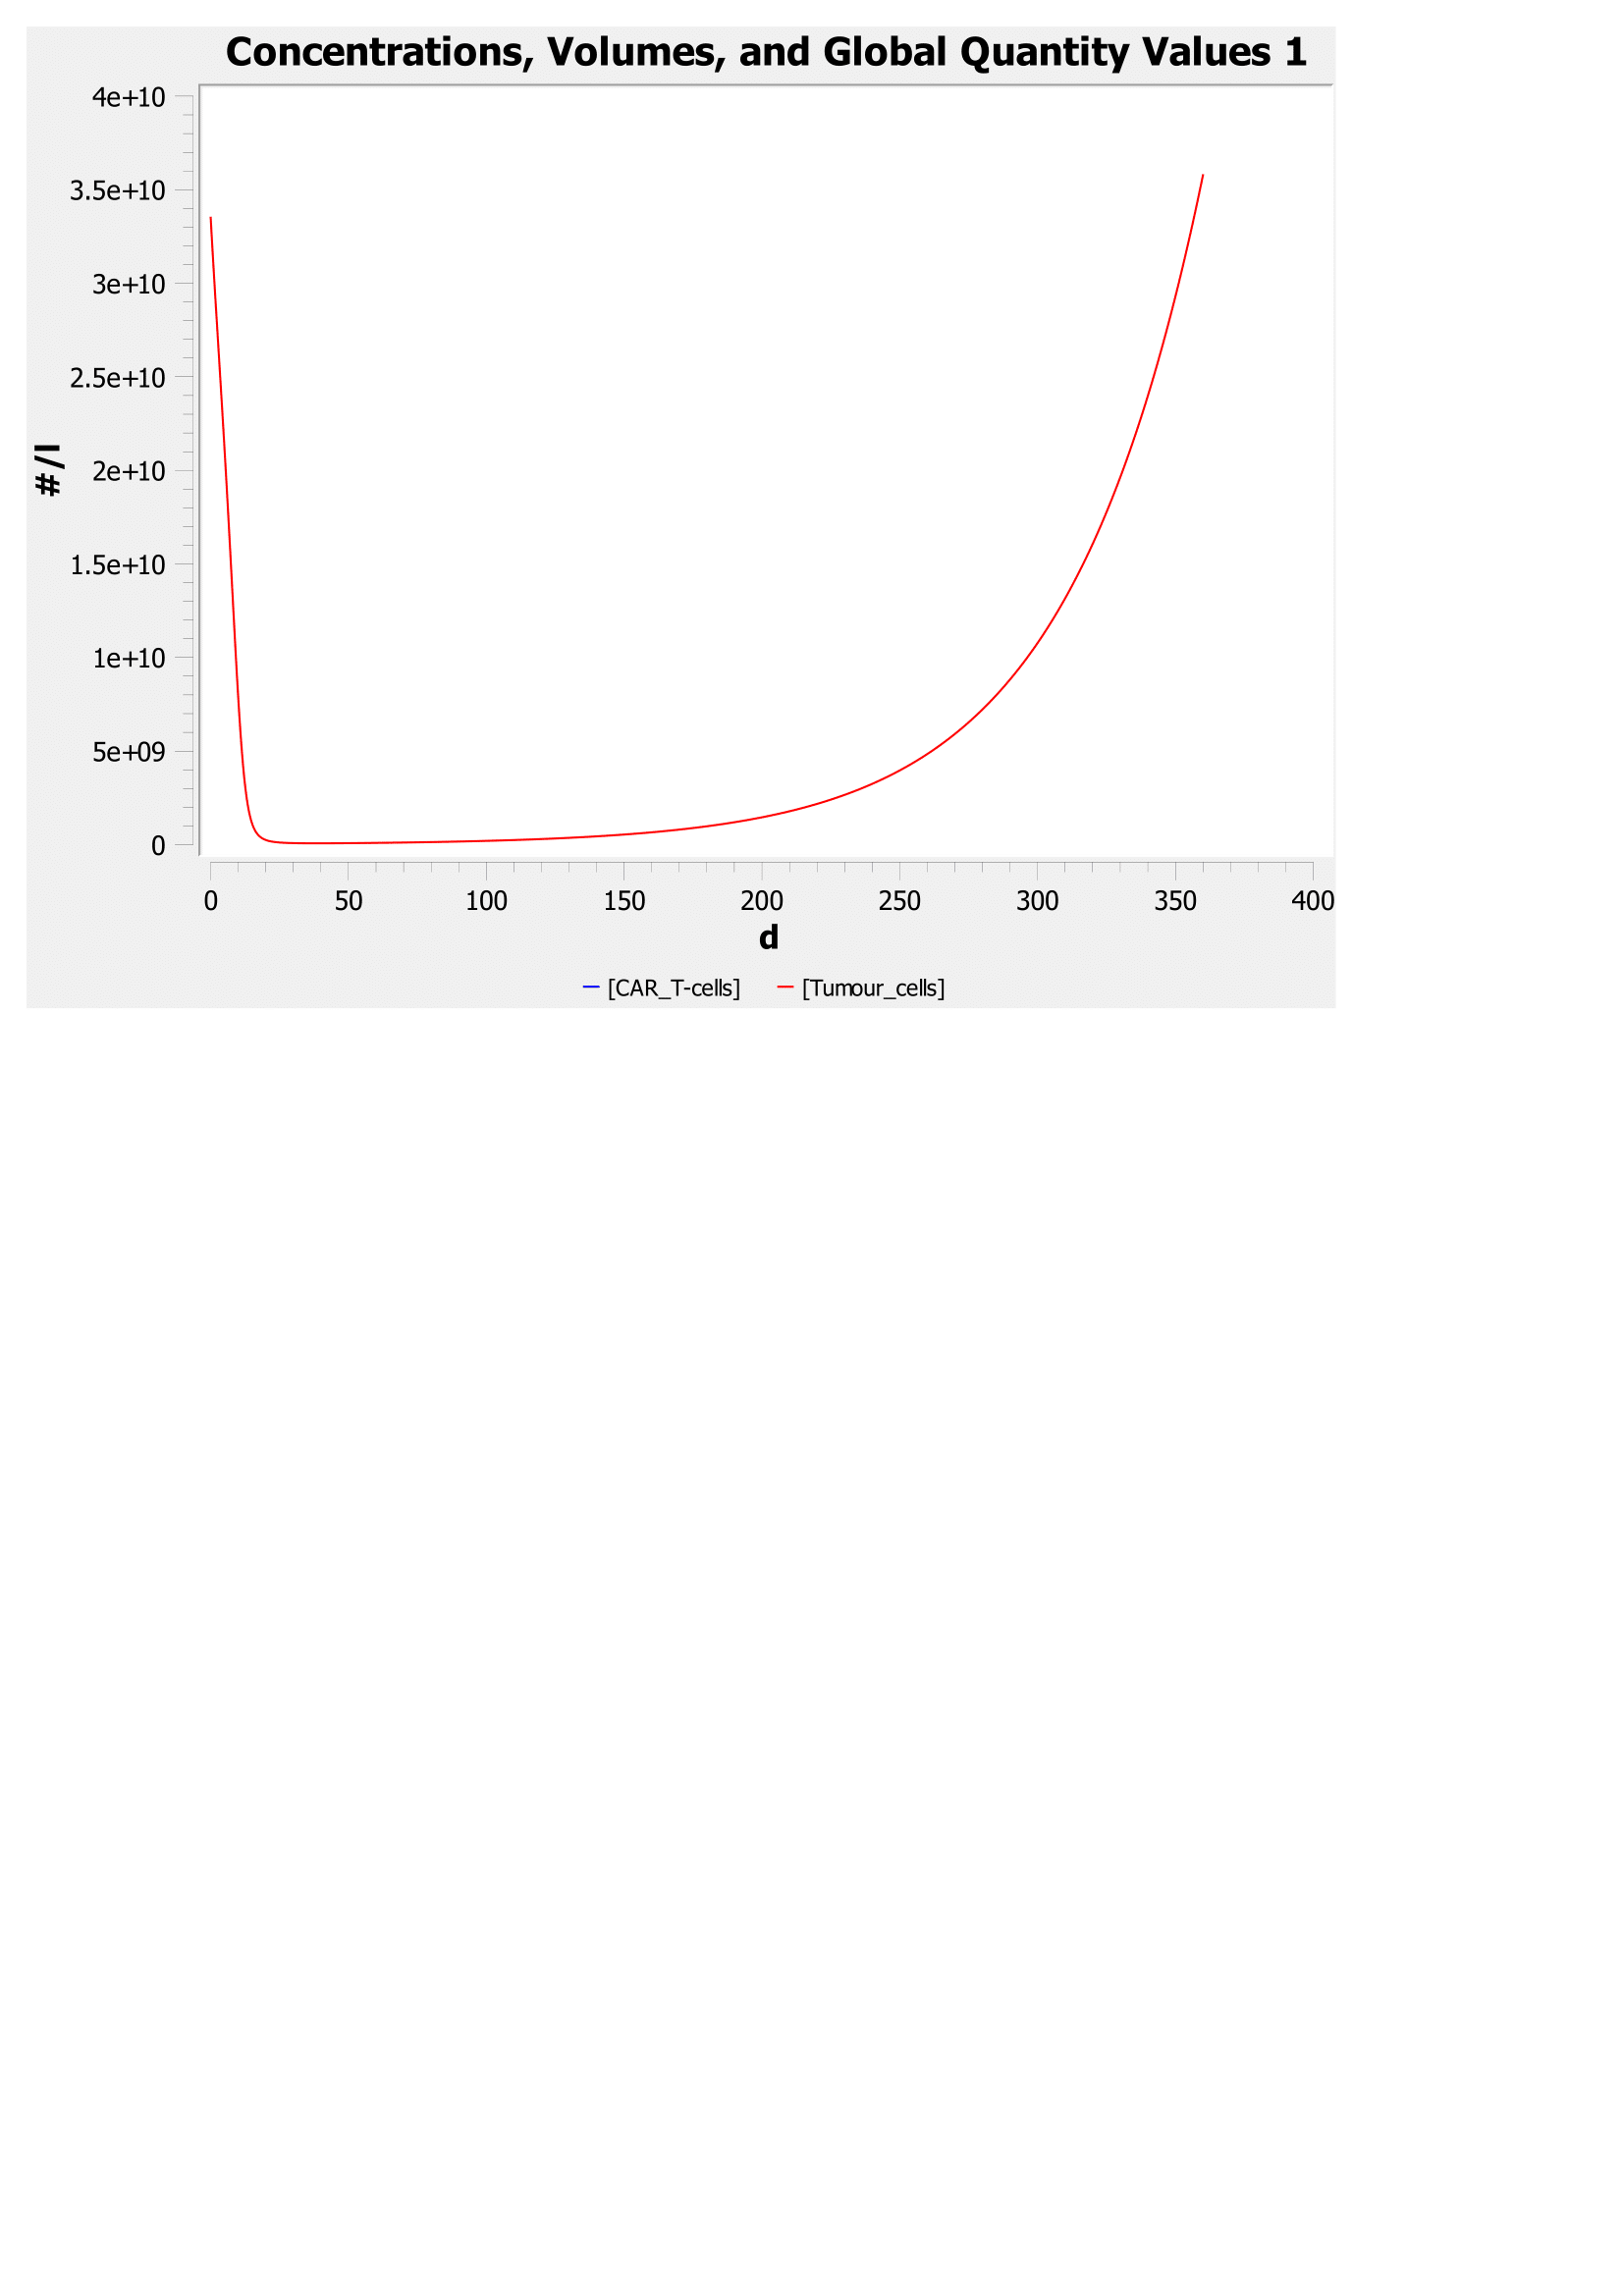 Concentrations, Volumes, and Global Quantity Values 1
4e+10
3.5e+10
3e+10
2.5e+10
2e+10
1.5e+10
1e+10
5e+09
0
#/l
0 50 100 150 200 250 300 350 400
d
[CAR_T-cells] [Tumour_cells]